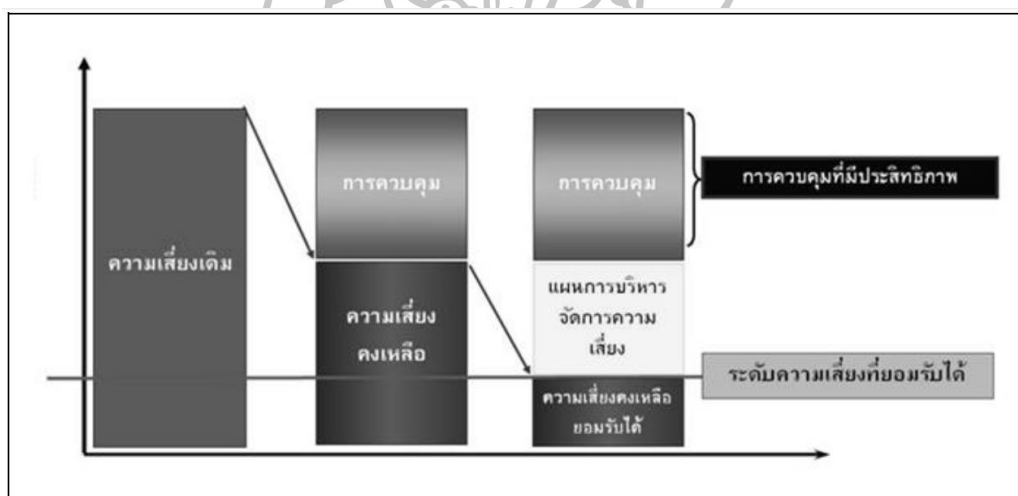 ความเสี่ยงเดิม
การควบคุม
ความเสี่ยง
คงเหลือ
การควบคุม
แผนการบริหาร
จัดการความ
เสี่ยง
ความเสี่ยงคงเหลือ
ยอมรับได้
การควบคุมที่มีประสิทธิภาพ
ระดับความเสี่ยงที่ยอมรับได้